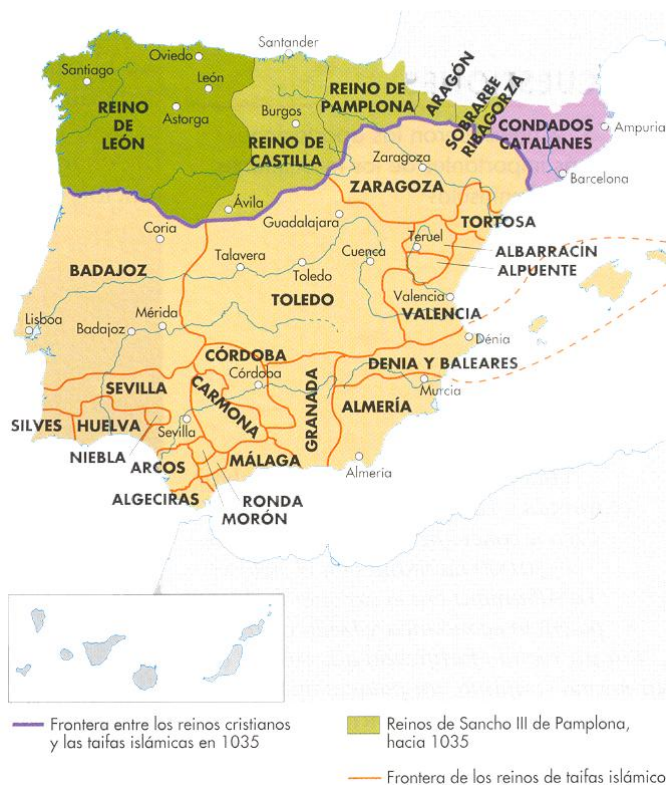 Santander
Oviedo
Santiago
León
REINO
DE
LEÓN
Astorga
Burgos
REINO DE
CASTILLA
REINO DE
PAMPLONA
ARAGÓN
SOBRARBE
RIBAGORZA
CONDADOS
CATALANES
Ampuria
Barcelona
Zaragoza
ZARAGOZA
Ávila
Guadalajara
Coria
TORTOSA
Teruel
ALBARRACÍN
ALPUENTE
BADAJOZ
Talavera
Toledo
Cuenca
TOLEDO
Valencia
VALENCIA
Lisboa
Badajoz
Mérida
Dénia
CÓRDOBA
Córdoba
DENIA Y BALEARES
Murcia
SEVILLA
CARMONA
GRANADA
ALMERÍA
SILVES
HUELVA
Sevilla
NIEBLA
ARCOS
MÁLAGA
Almería
ALGECIRAS
RONDA
MORÓN
Frontera entre los reinos cristianos
y las taifas islámicas en 1035
Reinos de Sancho III de Pamplona,
hacia 1035
Frontera de los reinos de taifas islámico